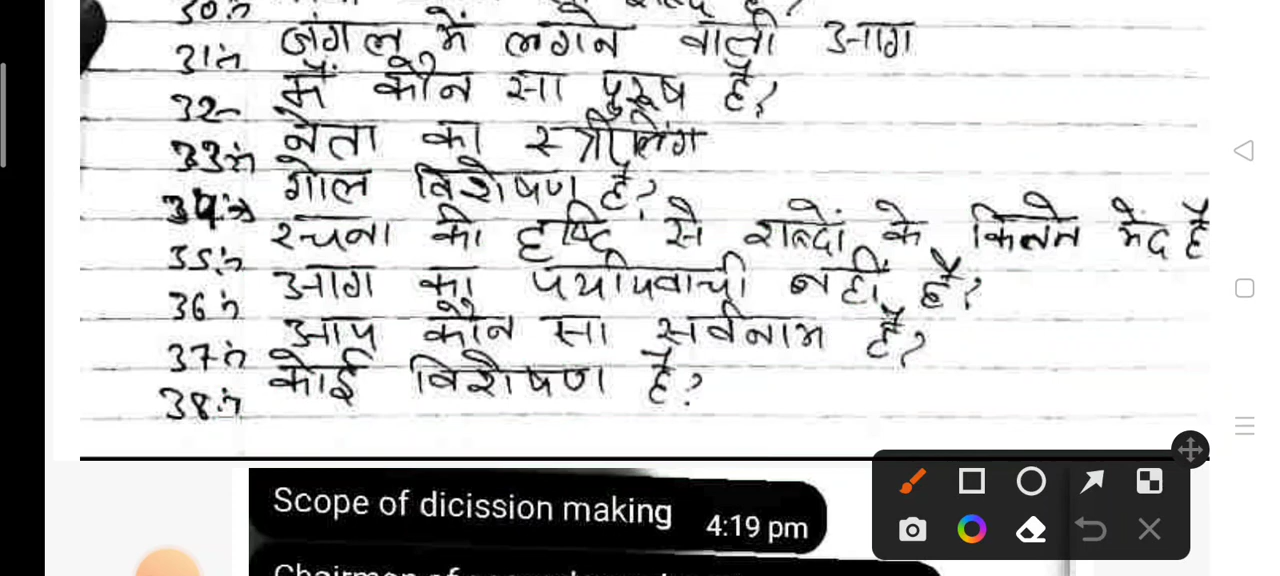 30.→
31→ जंगल में लगने वाली आग
32- मैं कौन सा पुरूष है?
33→ नेता का स्त्रीलिंग
34→ गोल विशेषण है?
35→ रचना की दृष्टि से शब्दों के कितने भेद है
36→ आग का पर्यायवाची नहीं है?
37→ आप कौन सा सर्वनाम है?
38→ कोई विशेषण है?
Scope of dicission making 4:19 pm